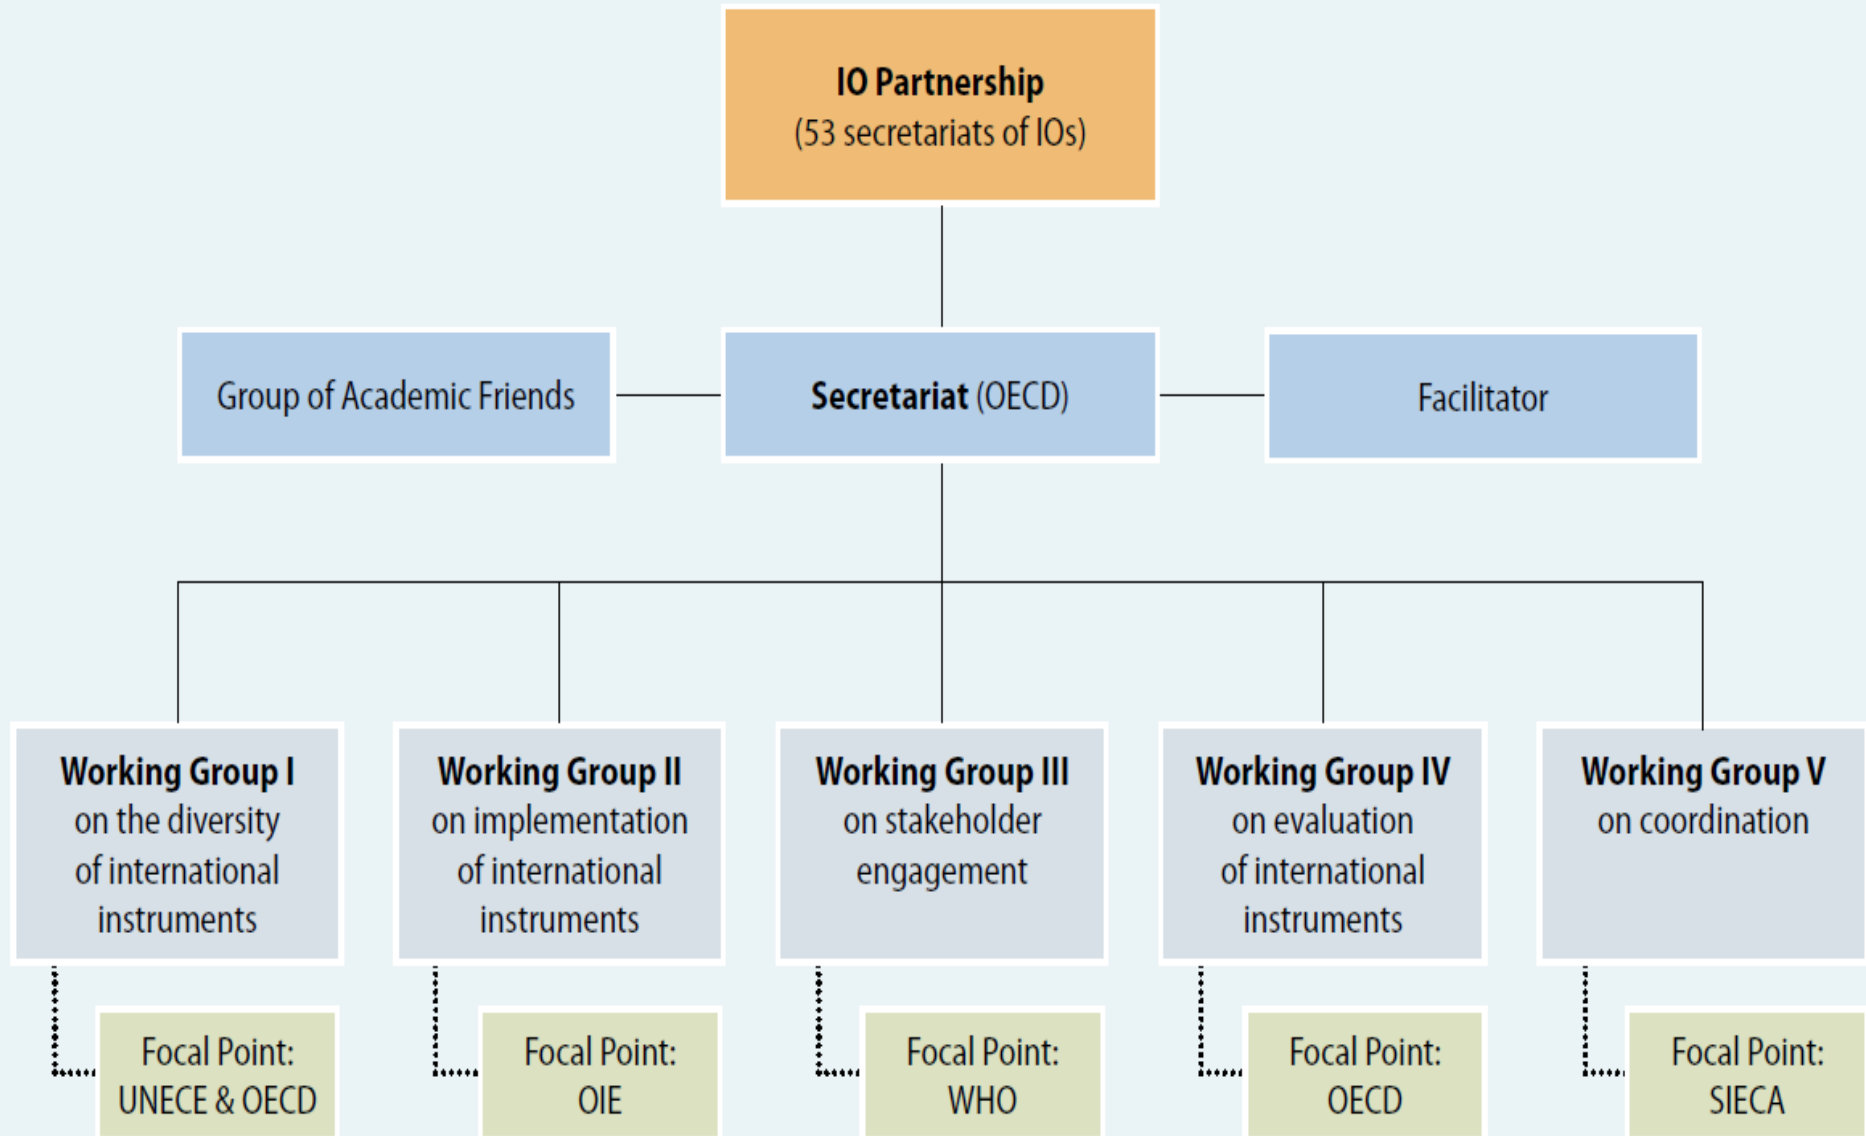 IO Partnership
(53 secretariats of IOs)
Group of Academic Friends
Secretariat (OECD)
Facilitator
Working Group I
on the diversity
of international
instruments
Working Group II
on implementation
of international
instruments
Working Group III
on stakeholder
engagement
Working Group IV
on evaluation
of international
instruments
Working Group V
on coordination
Focal Point:
UNECE & OECD
Focal Point:
OIE
Focal Point:
WHO
Focal Point:
OECD
Focal Point:
SIECA